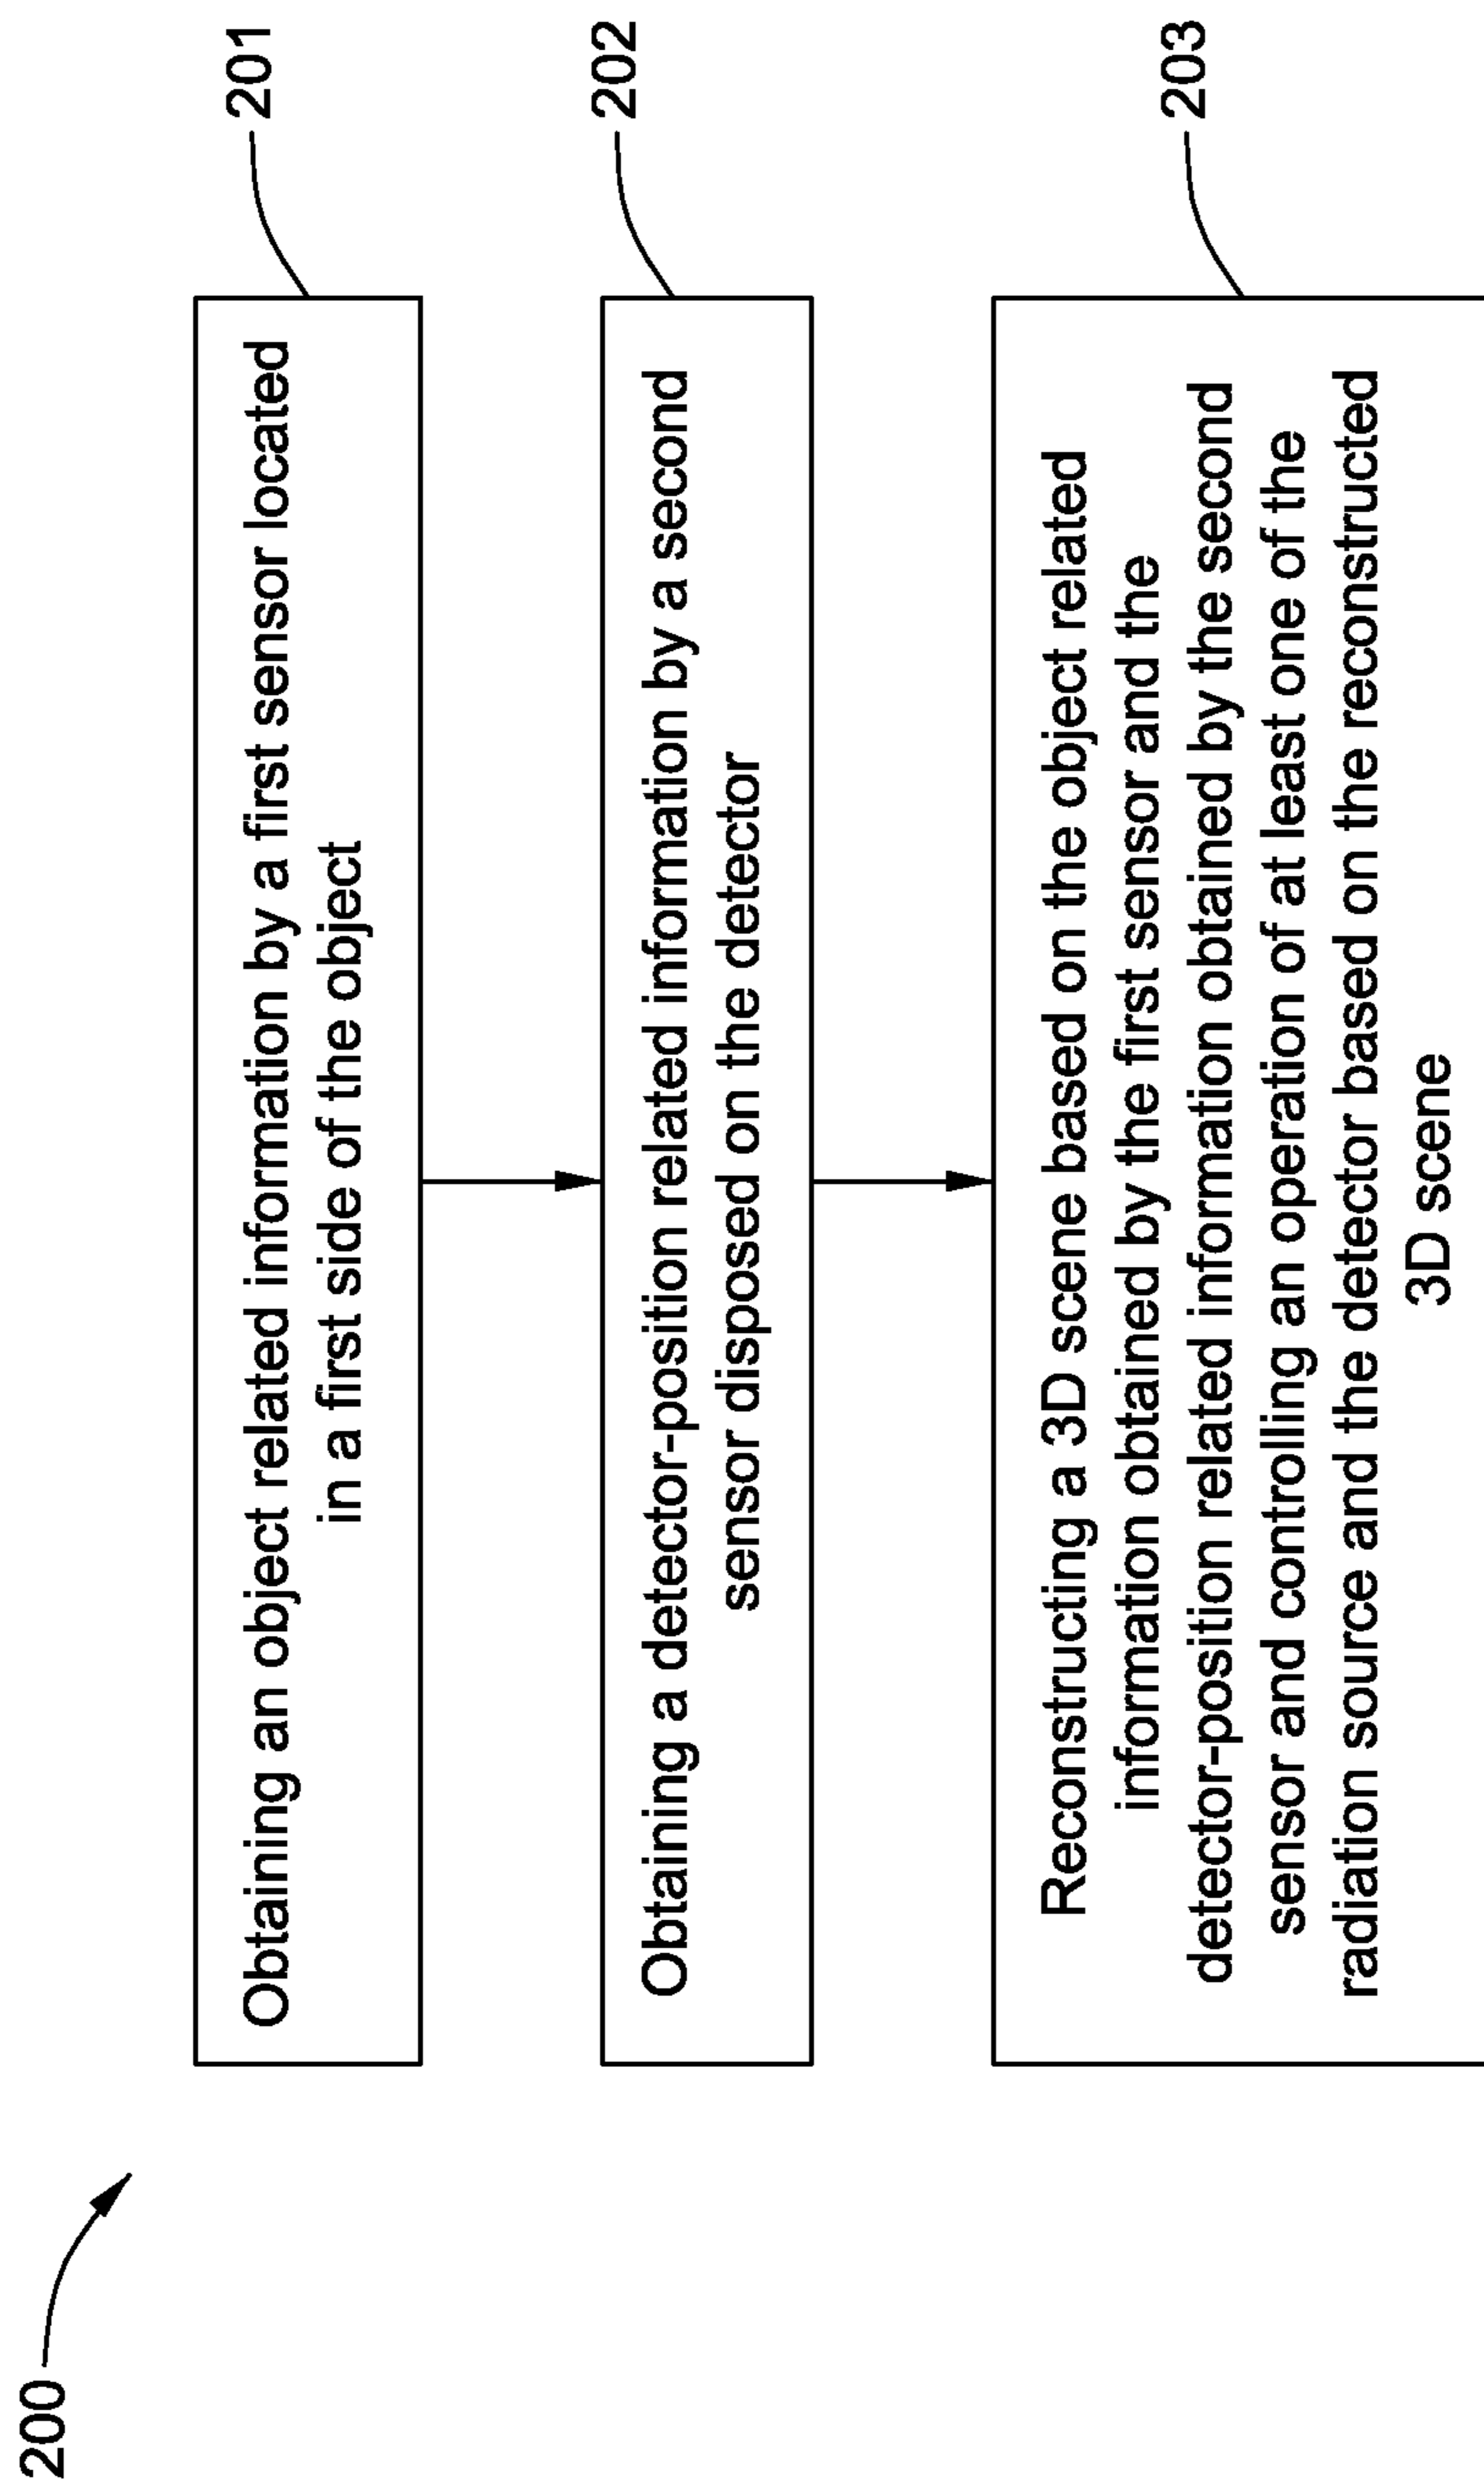 200
Obtaining an object related information by a first sensor located
in a first side of the object
201
Obtaining a detector-position related information by a second
sensor disposed on the detector
202
Reconstructing a 3D scene based on the object related
information obtained by the first sensor and the
detector-position related information obtained by the second
sensor and controlling an operation of at least one of the
radiation source and the detector based on the reconstructed
3D scene
203